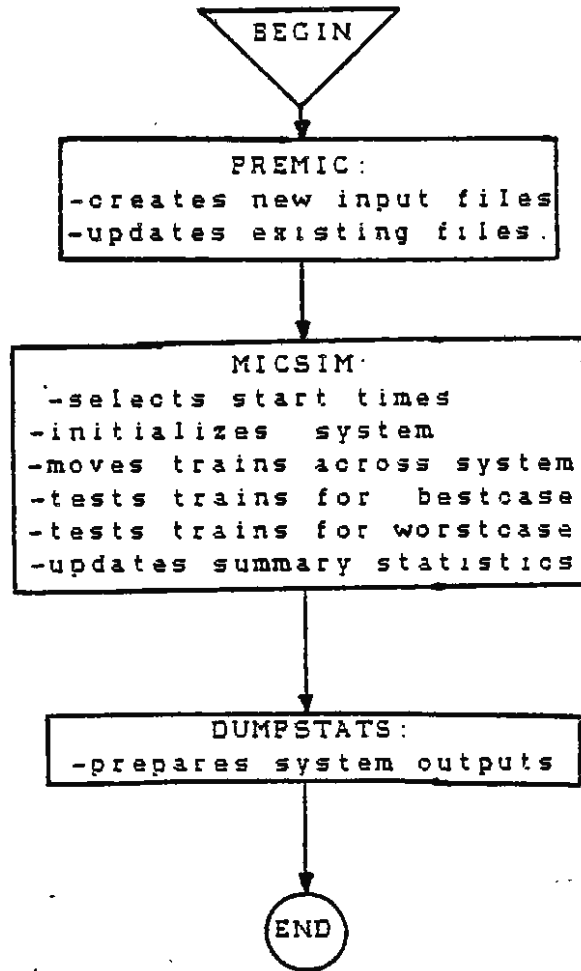 BEGIN
PREMIC:
-creates new input files
-updates existing files.
MICSIM:
-selects start times
-initializes system
-moves trains across system
-tests trains for bestcase
-tests trains for worstcase
-updates summary statistics
DUMPSTATS:
-prepares system outputs
END